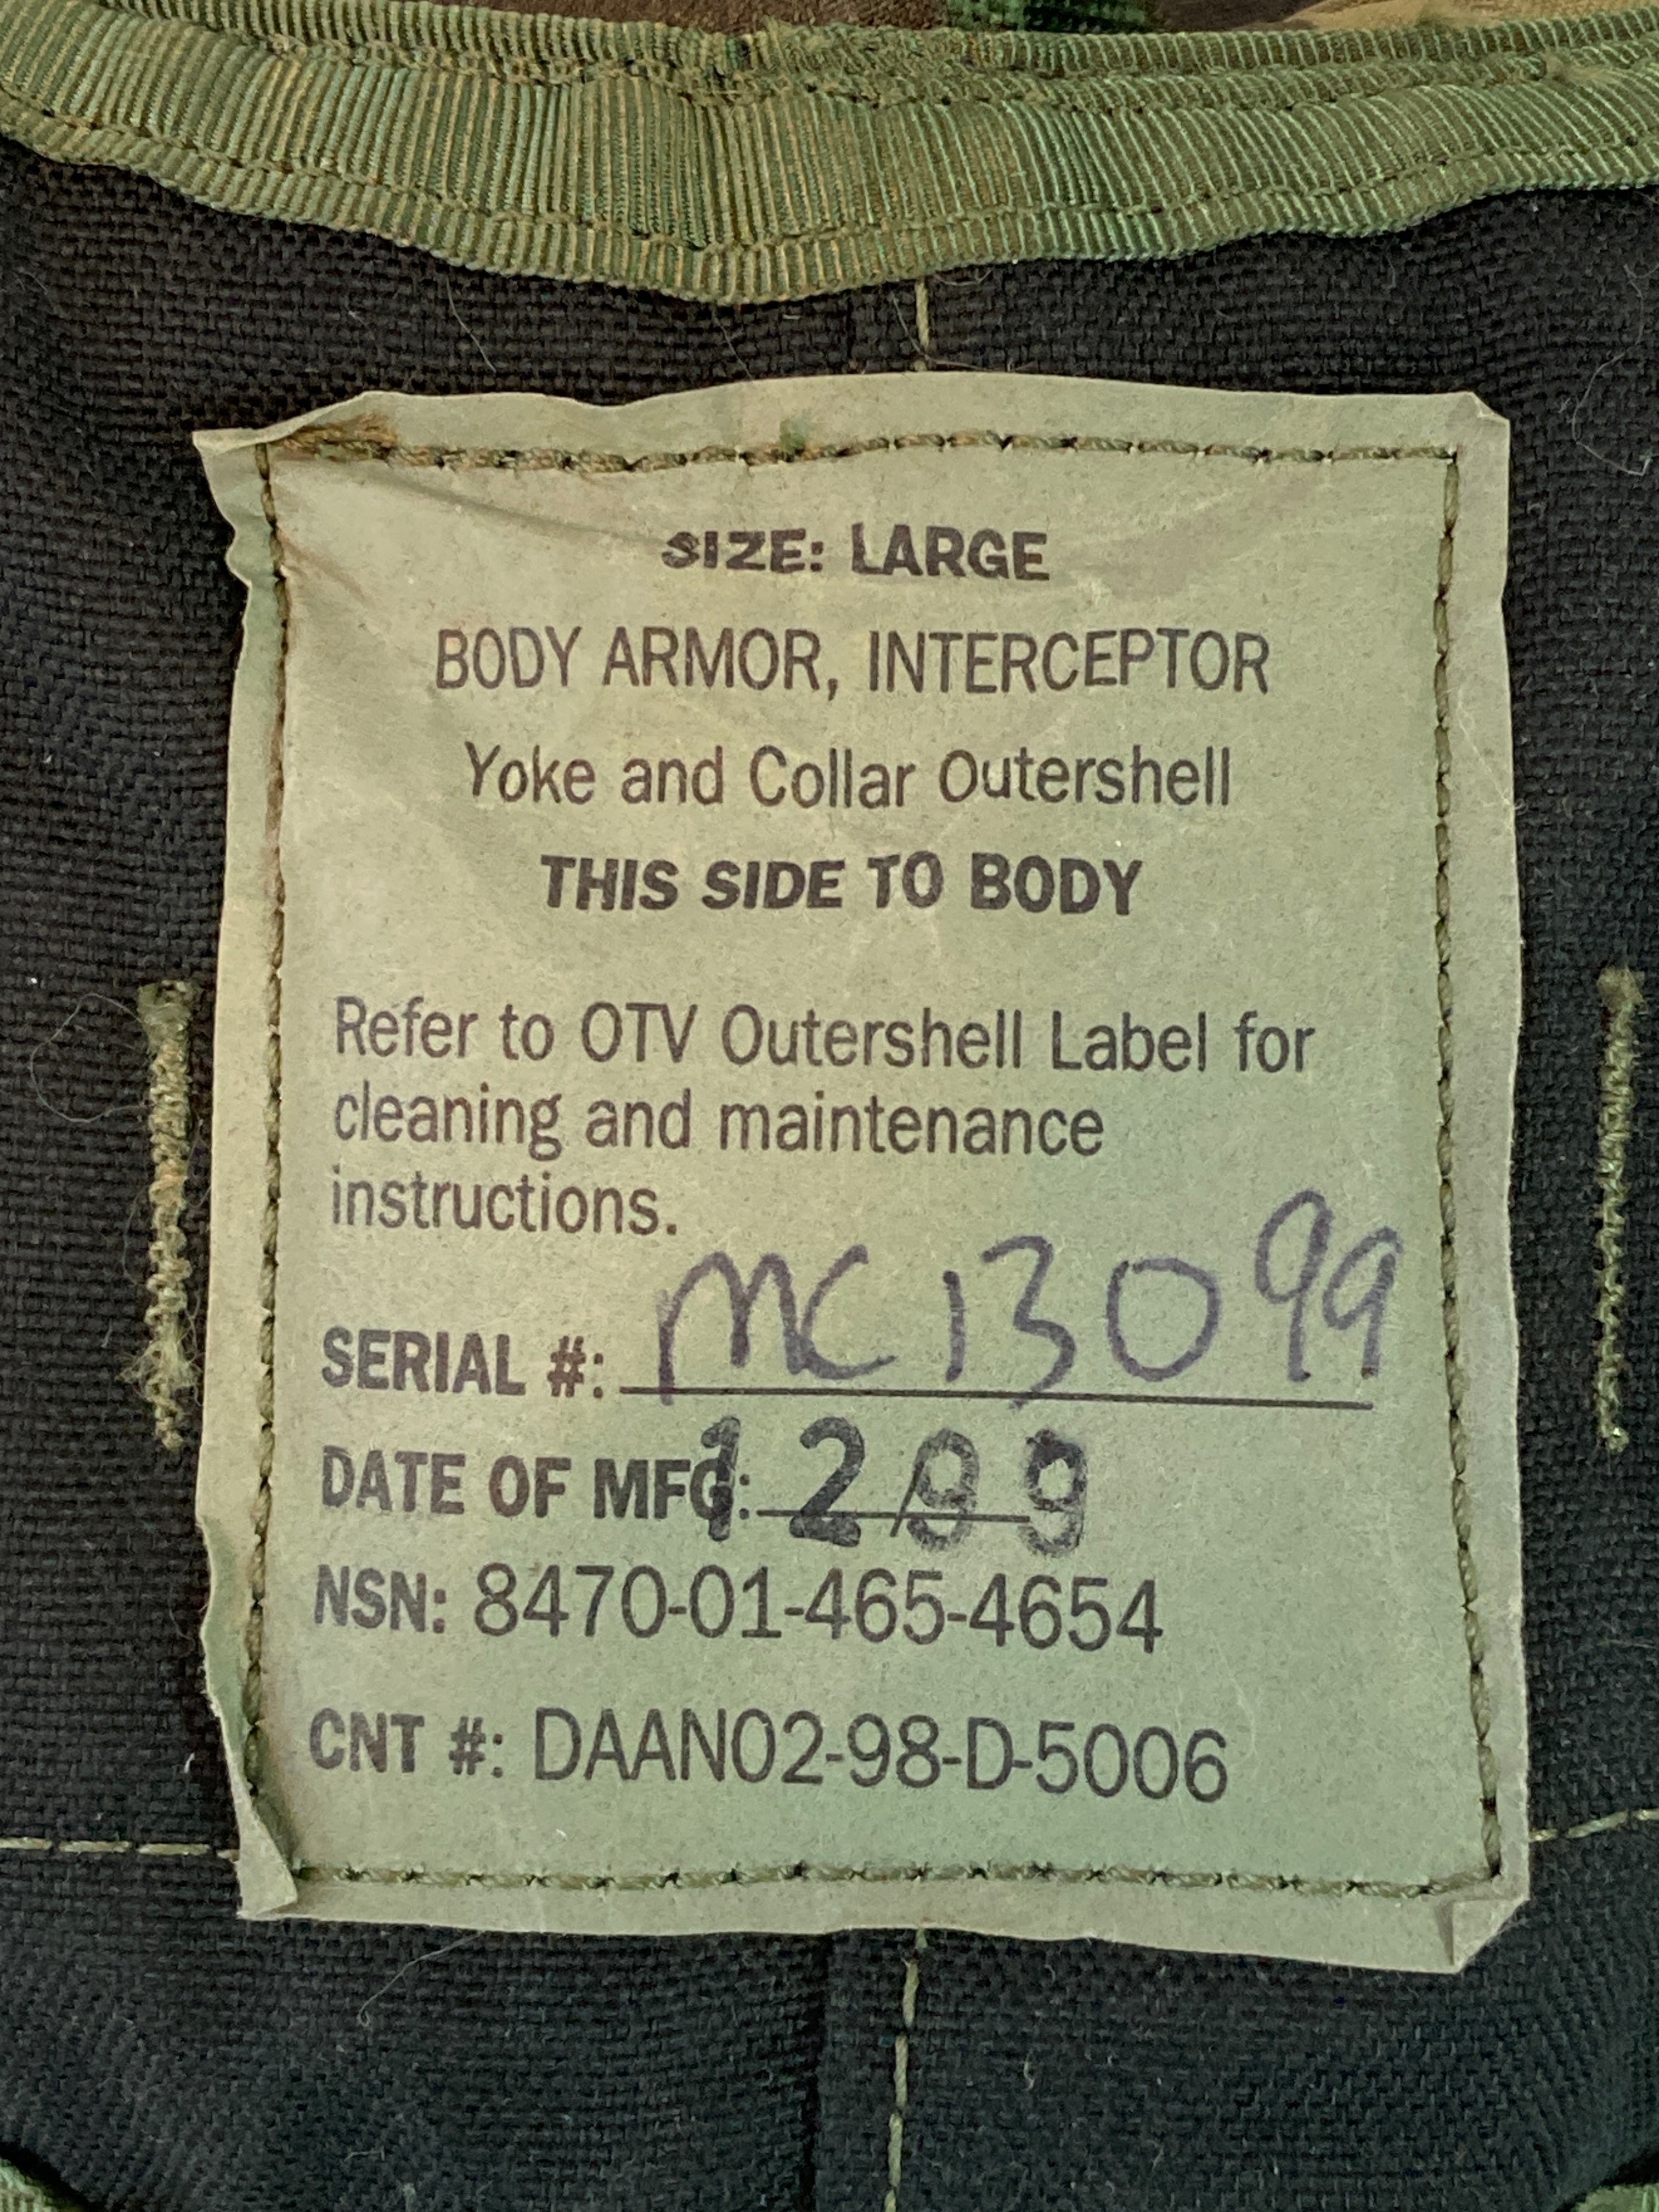 SIZE: LARGE
BODY ARMOR, INTERCEPTOR
Yoke and Collar Outershell
THIS SIDE TO BODY
Refer to OTV Outershell Label for
cleaning and maintenance
instructions.
SERIAL #: MC13099
DATE OF MFG: 12/99
NSN: 8470-01-465-4654
CNT #: DAAN02-98-D-5006